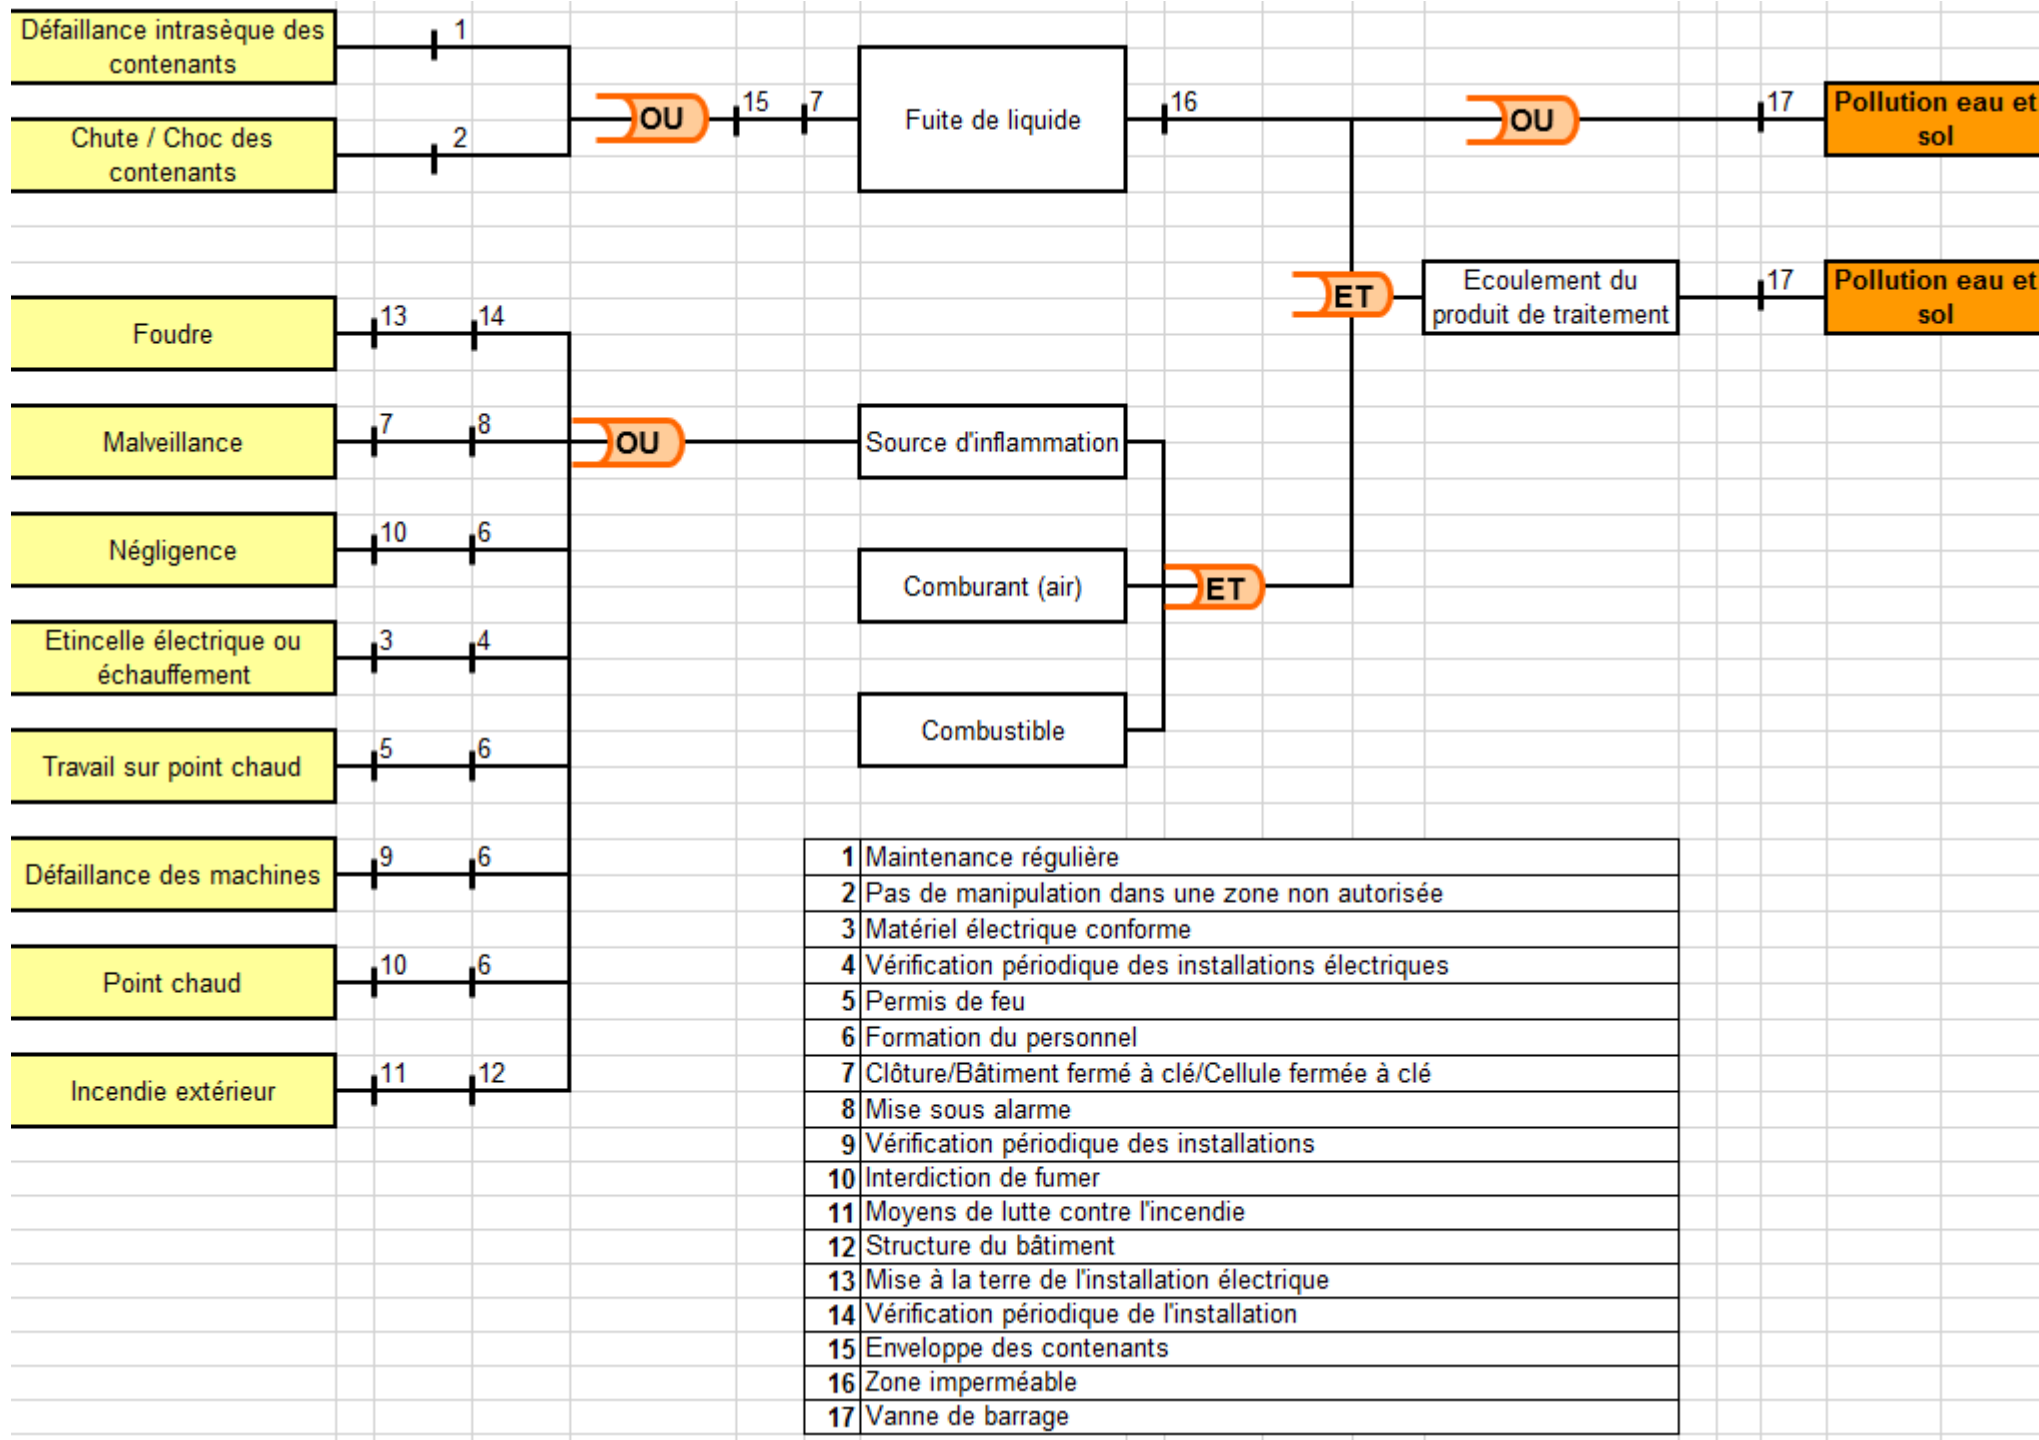 Défaillance intrasèque des
contenants
1
Chute / Choc des
contenants
2
OU
15
7
Fuite de liquide
16
OU
17
Pollution eau et
sol
ET
Ecoulement du
produit de traitement
17
Pollution eau et
sol
Foudre
13
14
Malveillance
7
8
OU
Source d'inflammation
Négligence
10
6
Comburant (air)
ET
Etincelle électrique ou
échauffement
3
4
Combustible
Travail sur point chaud
5
6
Défaillance des machines
9
6
Point chaud
10
6
Incendie extérieur
11
12
1 Maintenance régulière
2 Pas de manipulation dans une zone non autorisée
3 Matériel électrique conforme
4 Vérification périodique des installations électriques
5 Permis de feu
6 Formation du personnel
7 Clôture/Bâtiment fermé à clé/Cellule fermée à clé
8 Mise sous alarme
9 Vérification périodique des installations
10 Interdiction de fumer
11 Moyens de lutte contre l'incendie
12 Structure du bâtiment
13 Mise à la terre de l'installation électrique
14 Vérification périodique de l'installation
15 Enveloppe des contenants
16 Zone imperméable
17 Vanne de barrage